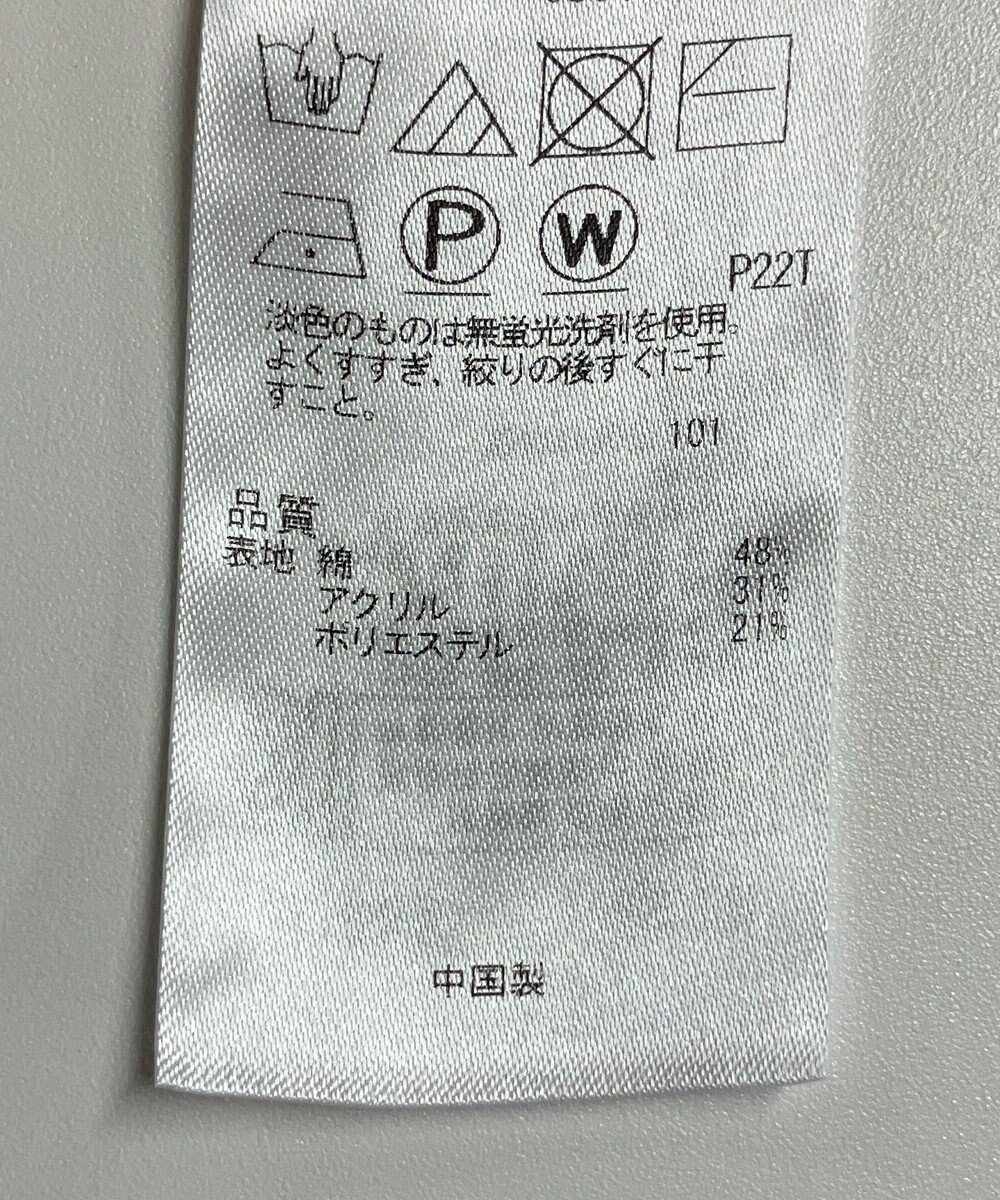 P
W
P22T
淡色のものは無蛍光洗剤を使用。
よくすすぎ、絞りの後すぐに干
すこと。
101
品質
表地 綿 48%
アクリル 31%
ポリエステル 21%
中国製